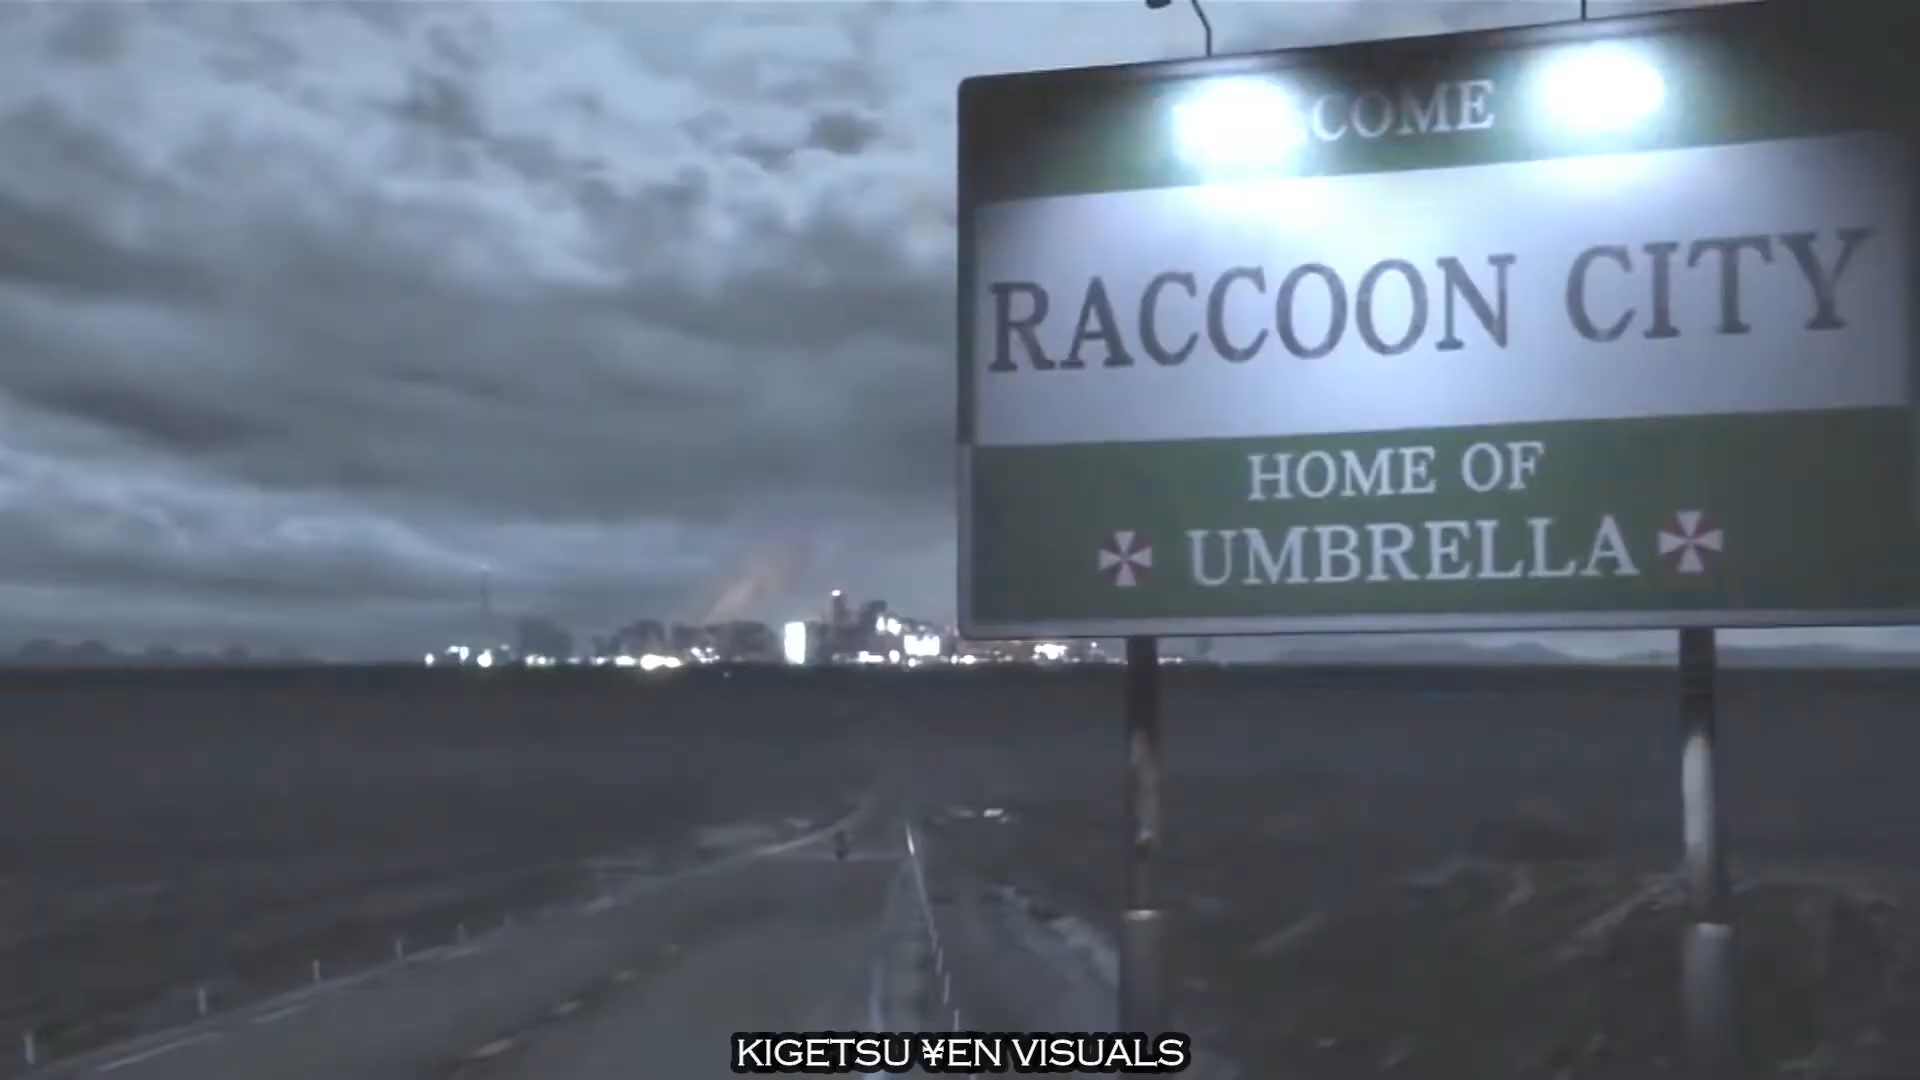 COME
RACCOON CITY
HOME OF
UMBRELLA
KIGETSU ¥EN VISUALS